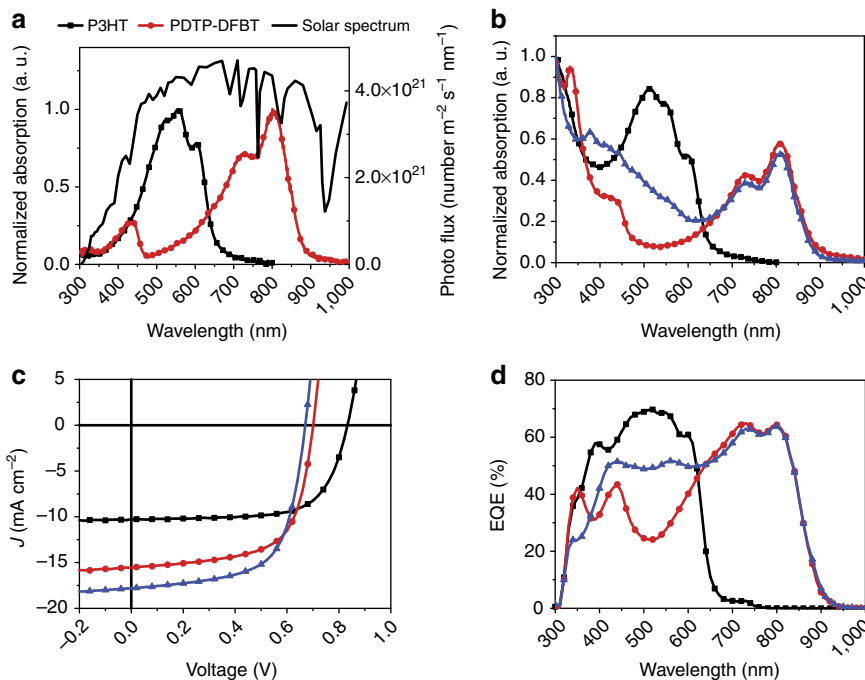 a
P3HT PDTP-DFBT Solar spectrum
Normalized absorption (a. u.)
1.0
0.5
0.0
300 400 500 600 700 800 900 1,000
Wavelength (nm)
4.0×10²¹
2.0×10²¹
0.0
Photo flux (number m⁻² s⁻¹ nm⁻¹)
b
Normalized absorption (a. u.)
1.0
0.8
0.6
0.4
0.2
0.0
300 400 500 600 700 800 900 1,000
Wavelength (nm)
c
J (mA cm⁻²)
5
0
−5
−10
−15
−20
−0.2 0.0 0.2 0.4 0.6 0.8 1.0
Voltage (V)
d
EQE (%)
80
60
40
20
0
300 400 500 600 700 800 900 1,000
Wavelength (nm)